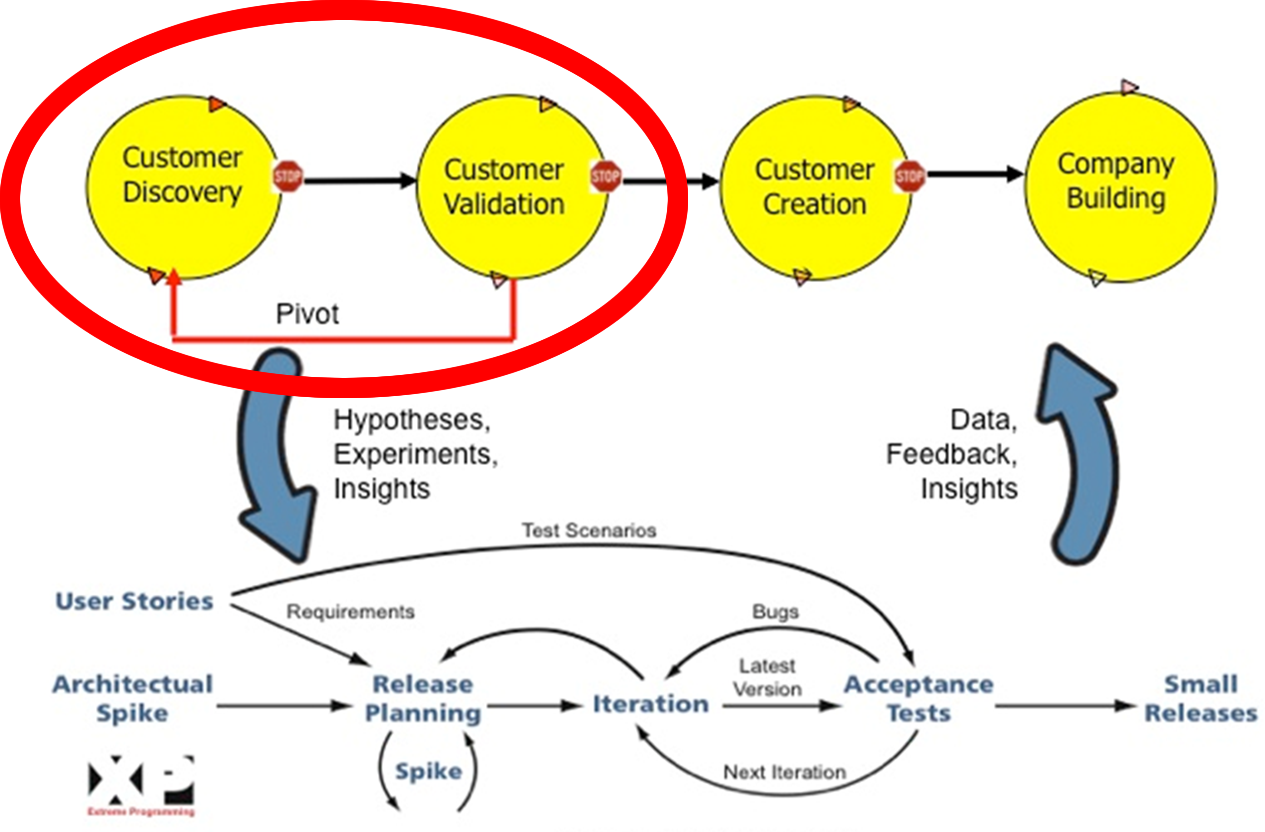 Customer
Discovery
STOP
Customer
Validation
STOP
Customer
Creation
STOP
Company
Building
Pivot
Hypotheses,
Experiments,
Insights
Data,
Feedback,
Insights
Test Scenarios
User Stories
Requirements
Bugs
Architectual
Spike
Release
Planning
Iteration
Latest
Version
Acceptance
Tests
Small
Releases
Spike
Next Iteration
XP
Extreme Programming